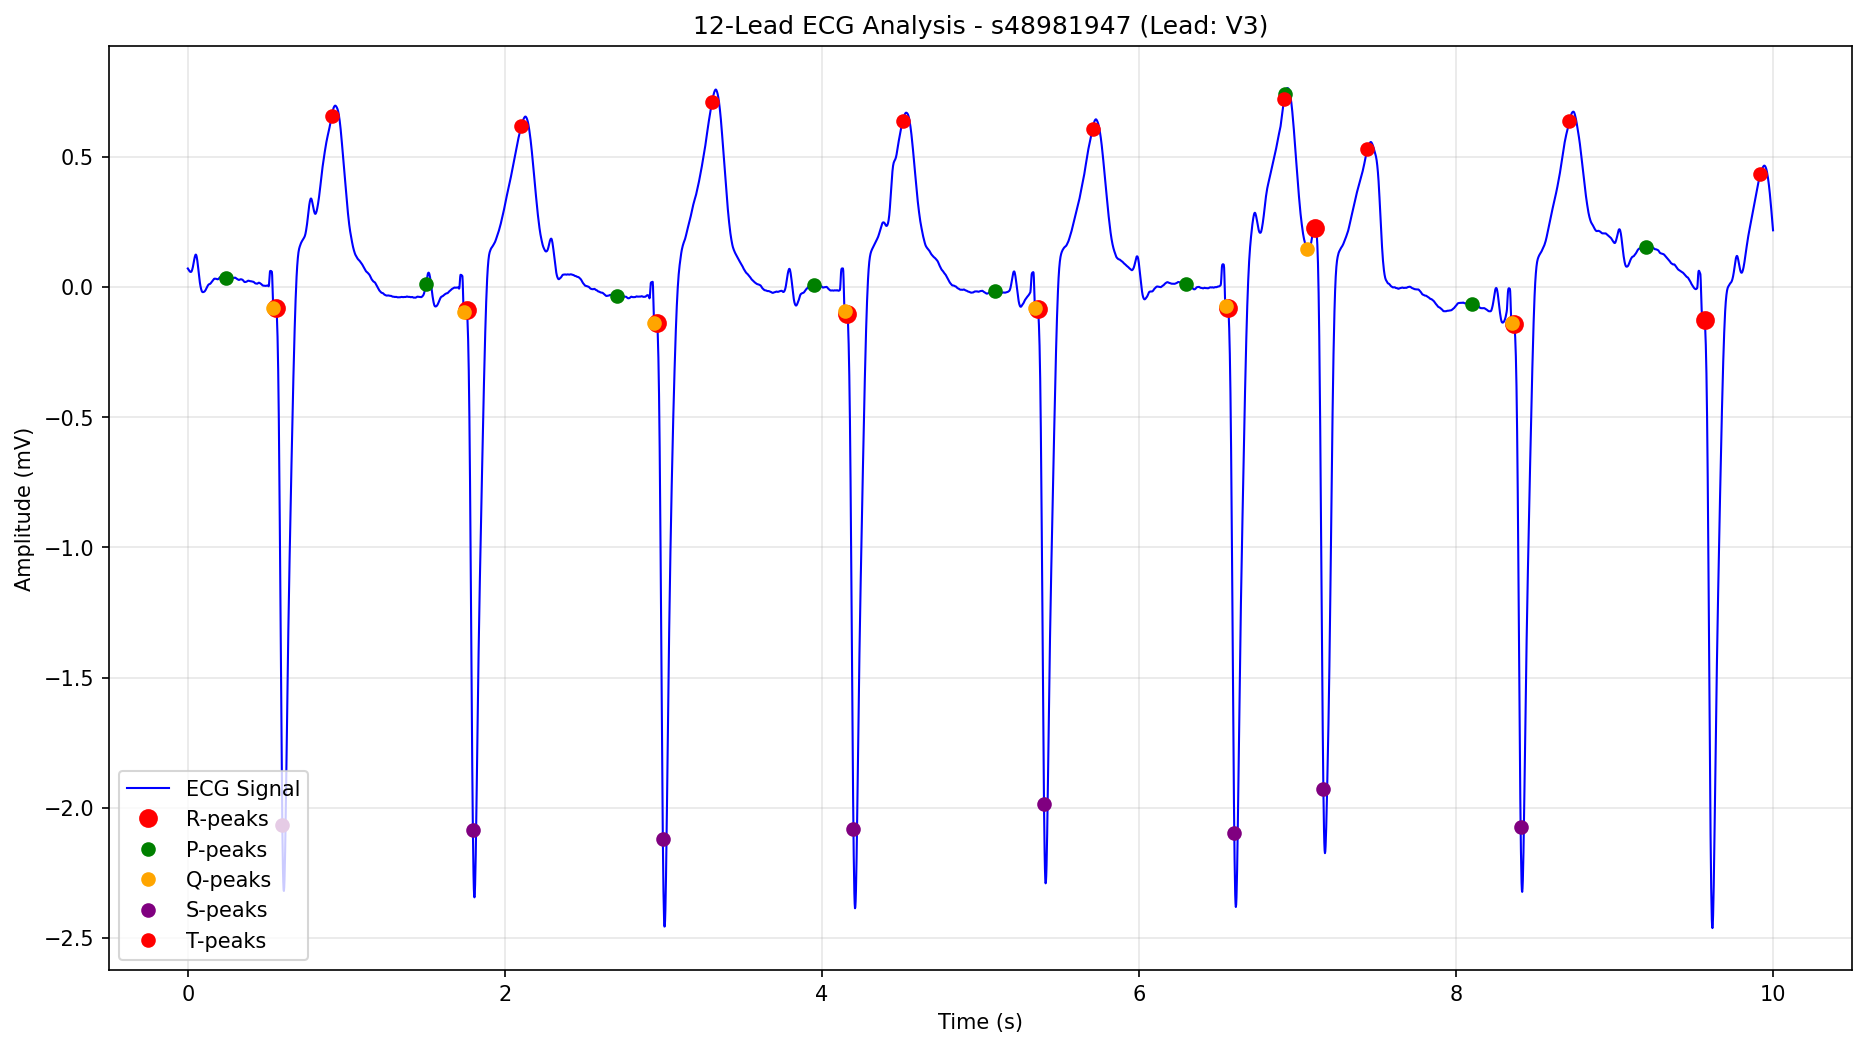 12-Lead ECG Analysis - s48981947 (Lead: V3)
Amplitude (mV)
0.5
0.0
−0.5
−1.0
−1.5
−2.0
−2.5
ECG Signal
R-peaks
P-peaks
Q-peaks
S-peaks
T-peaks
0 2 4 6 8 10
Time (s)